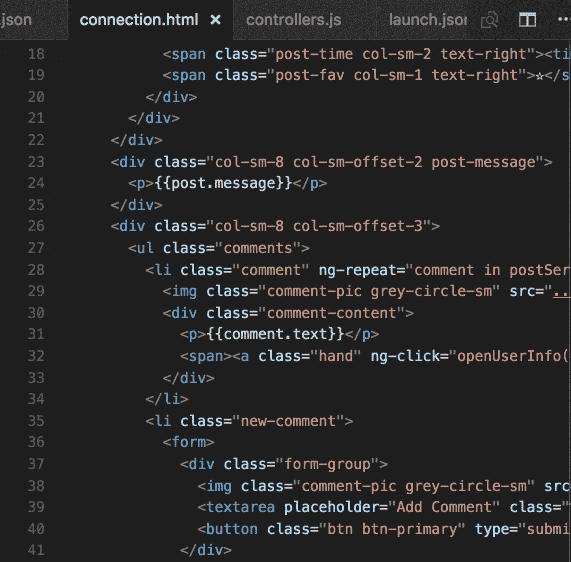 .json connection.html × controllers.js launch.json
18 <span class="post-time col-sm-2 text-right"><ti
19 <span class="post-fav col-sm-1 text-right">☆</s
20 </div>
21 </div>
22 </div>
23 <div class="col-sm-8 col-sm-offset-2 post-message">
24 <p>{{post.message}}</p>
25 </div>
26 <div class="col-sm-8 col-sm-offset-3">
27 <ul class="comments">
28 <li class="comment" ng-repeat="comment in postSer
29 <img class="comment-pic grey-circle-sm" src="...
30 <div class="comment-content">
31 <p>{{comment.text}}</p>
32 <span><a class="hand" ng-click="openUserInfo(
33 </div>
34 </li>
35 <li class="new-comment">
36 <form>
37 <div class="form-group">
38 <img class="comment-pic grey-circle-sm" src
39 <textarea placeholder="Add Comment" class="
40 <button class="btn btn-primary" type="submi
41 </div>